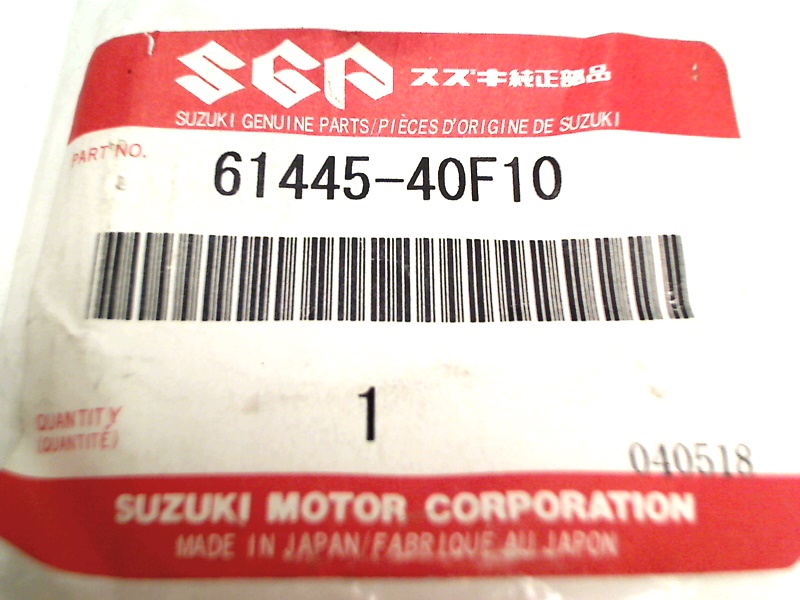 SGP スズキ純正部品
SUZUKI GENUINE PARTS/PIÈCES D'ORIGINE DE SUZUKI
PART NO.
61445-40F10
1
QUANTITY
(QUANTITÉ)
040518
SUZUKI MOTOR CORPORATION
MADE IN JAPAN/FABRIQUE AU JAPON